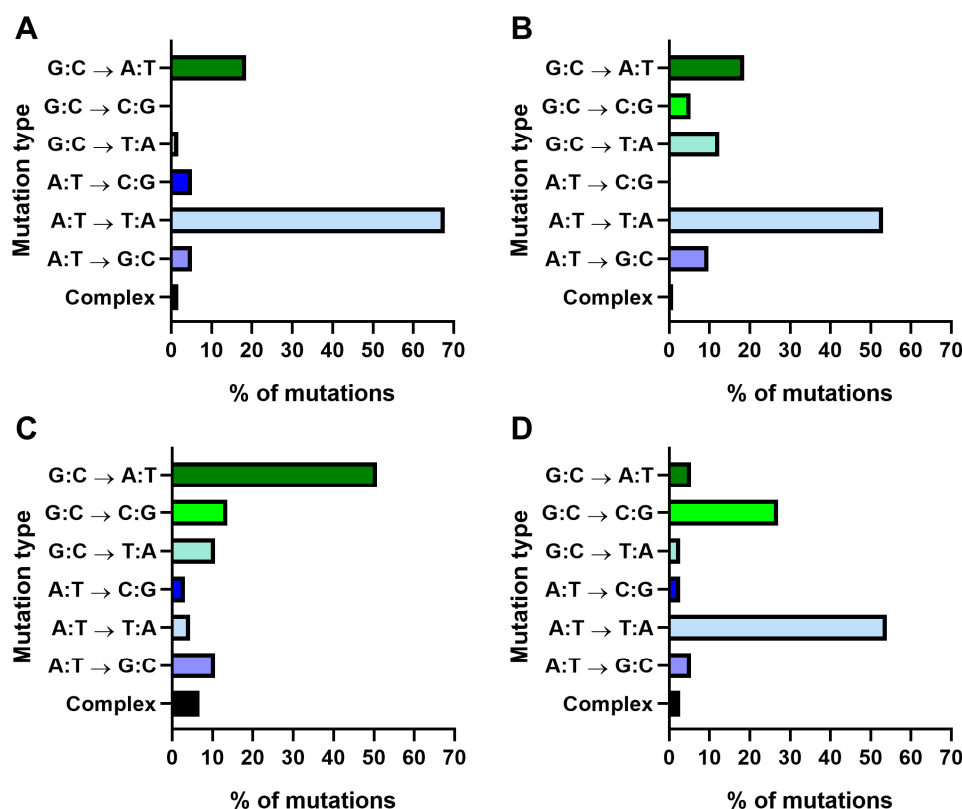 A
Mutation type
G:C → A:T
G:C → C:G
G:C → T:A
A:T → C:G
A:T → T:A
A:T → G:C
Complex
0 10 20 30 40 50 60 70
% of mutations
B
Mutation type
G:C → A:T
G:C → C:G
G:C → T:A
A:T → C:G
A:T → T:A
A:T → G:C
Complex
0 10 20 30 40 50 60 70
% of mutations
C
Mutation type
G:C → A:T
G:C → C:G
G:C → T:A
A:T → C:G
A:T → T:A
A:T → G:C
Complex
0 10 20 30 40 50 60 70
% of mutations
D
Mutation type
G:C → A:T
G:C → C:G
G:C → T:A
A:T → C:G
A:T → T:A
A:T → G:C
Complex
0 10 20 30 40 50 60 70
% of mutations